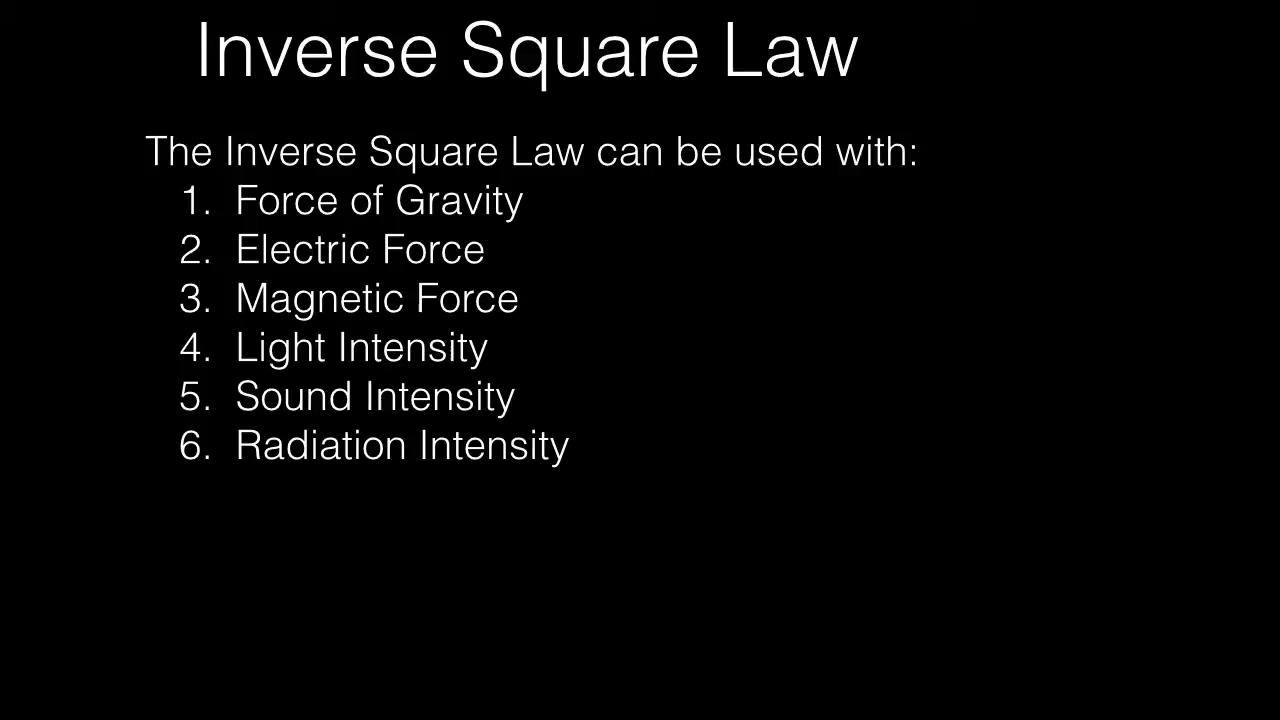 Inverse Square Law
The Inverse Square Law can be used with:
1. Force of Gravity
2. Electric Force
3. Magnetic Force
4. Light Intensity
5. Sound Intensity
6. Radiation Intensity